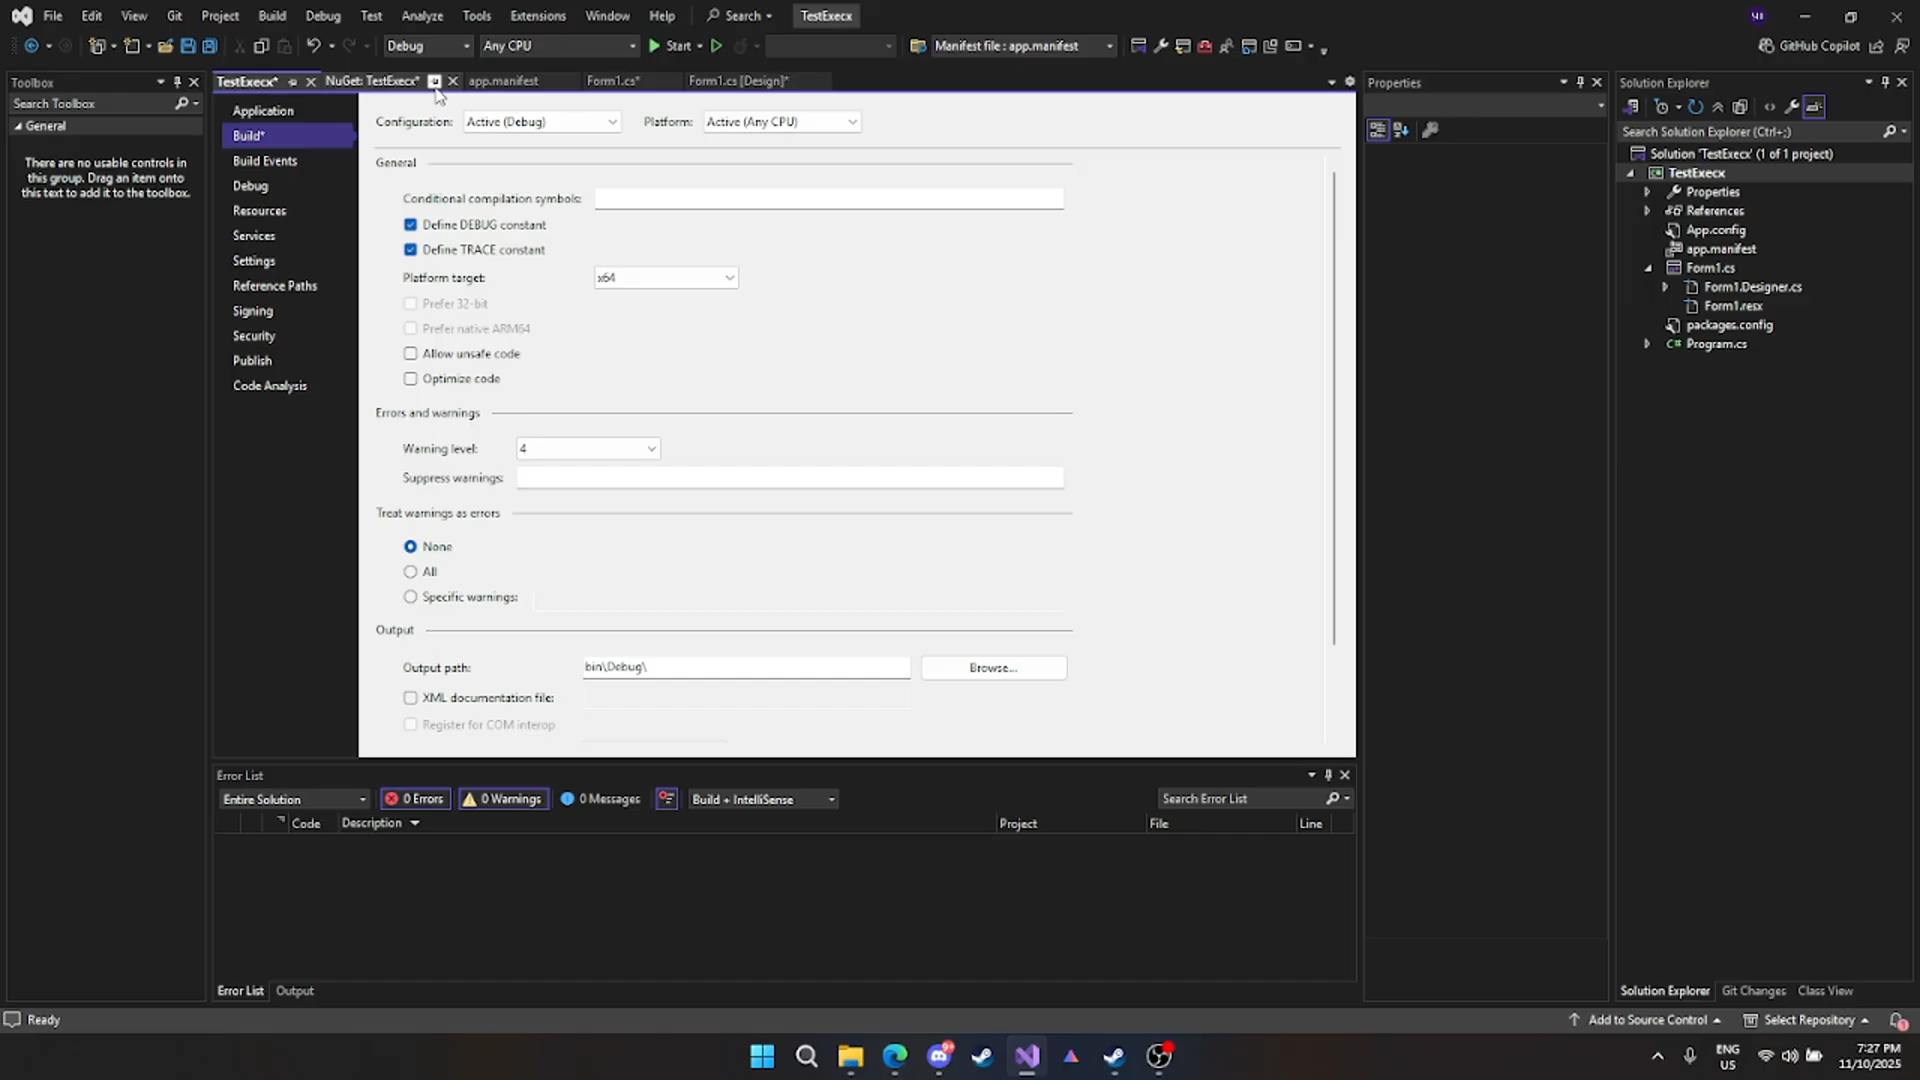 File Edit View Git Project Build Debug Test Analyze Tools Extensions Window Help Search TestExecx
Debug Any CPU Start Manifest file : app.manifest GitHub Copilot
Toolbox
Search Toolbox
General
There are no usable controls in
this group. Drag an item onto
this text to add it to the toolbox.
TestExecx* NuGet: TestExecx* app.manifest Form1.cs* Form1.cs [Design]*
Application
Build*
Build Events
Debug
Resources
Services
Settings
Reference Paths
Signing
Security
Publish
Code Analysis
Configuration: Active (Debug) Platform: Active (Any CPU)
General
Conditional compilation symbols:
Define DEBUG constant
Define TRACE constant
Platform target: x64
Prefer 32-bit
Prefer native ARM64
Allow unsafe code
Optimize code
Errors and warnings
Warning level: 4
Suppress warnings:
Treat warnings as errors
None
All
Specific warnings:
Output
Output path: bin\Debug\ Browse...
XML documentation file:
Register for COM interop
Error List
Entire Solution 0 Errors 0 Warnings 0 Messages Build + IntelliSense Search Error List
Code Description Project File Line
Error List Output
Properties
Solution Explorer
Search Solution Explorer (Ctrl+;)
Solution 'TestExecx' (1 of 1 project)
TestExecx
Properties
References
App.config
app.manifest
Form1.cs
Form1.Designer.cs
Form1.resx
packages.config
C# Program.cs
Solution Explorer Git Changes Class View
Ready Add to Source Control Select Repository
ENG
US
7:27 PM
11/10/2025